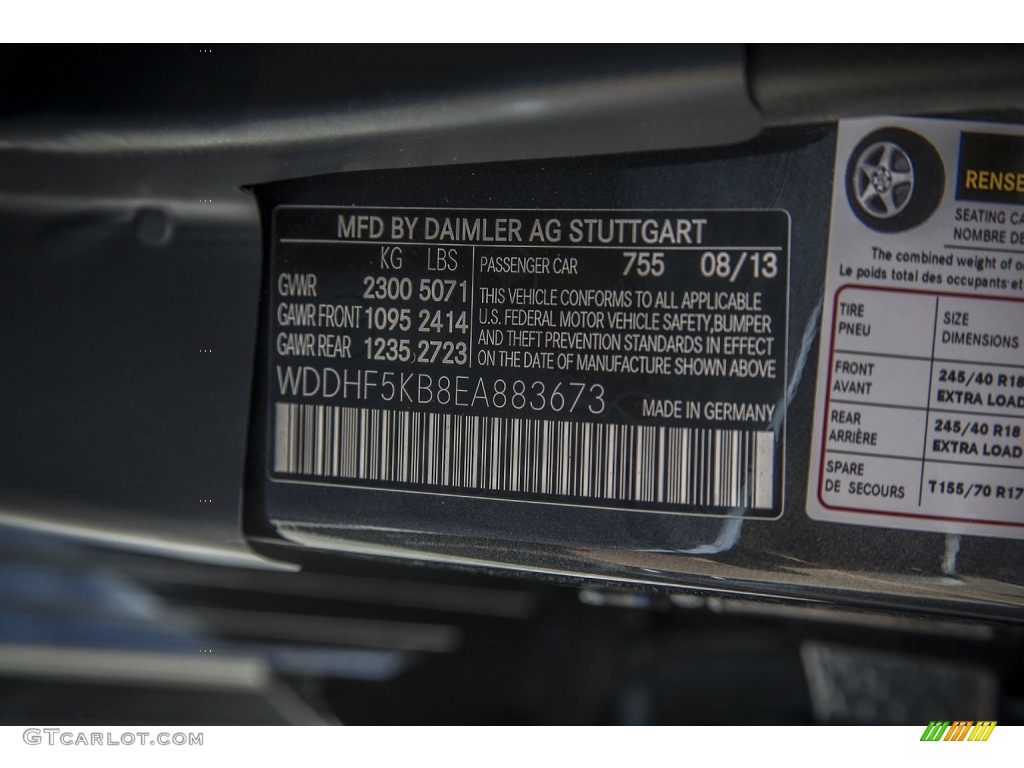 MFD BY DAIMLER AG STUTTGART
KG LBS
GVWR 2300 5071
GAWR FRONT 1095 2414
GAWR REAR 1235 2723
PASSENGER CAR 755 08/13
THIS VEHICLE CONFORMS TO ALL APPLICABLE
U.S. FEDERAL MOTOR VEHICLE SAFETY,BUMPER
AND THEFT PREVENTION STANDARDS IN EFFECT
ON THE DATE OF MANUFACTURE SHOWN ABOVE
WDDHF5KB8EA883673
MADE IN GERMANY
RENSE
SEATING CA
NOMBRE DE
The combined weight of o
Le poids total des occupants et
TIRE
PNEU
SIZE
DIMENSIONS
FRONT
AVANT
245/40 R18
EXTRA LOAD
REAR
ARRIÈRE
245/40 R18
EXTRA LOAD
SPARE
DE SECOURS
T155/70 R17
GTCARLOT.COM